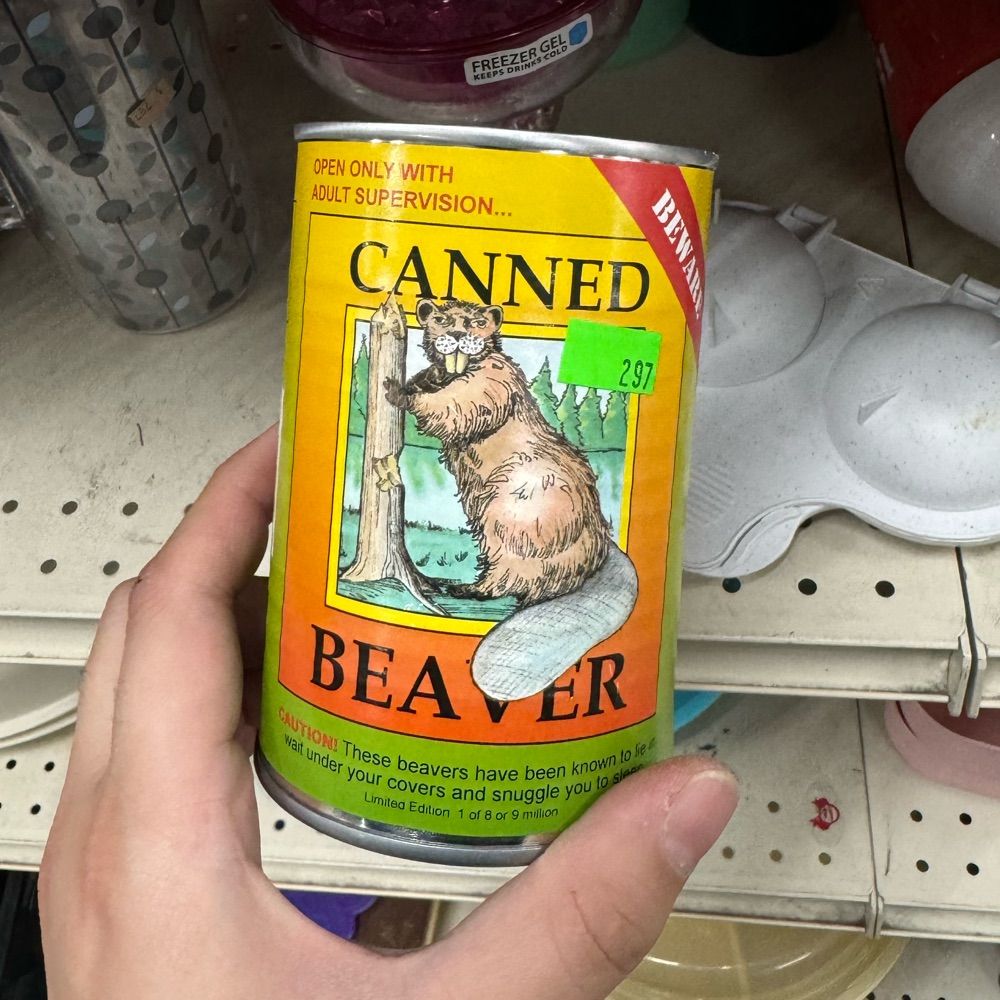 FREEZER GEL
KEEPS DRINKS COLD
OPEN ONLY WITH
ADULT SUPERVISION...
BEWARE
CANNED
297
BEAVER
CAUTION! These beavers have been known to lie in
wait under your covers and snuggle you to sleep
Limited Edition 1 of 8 or 9 million